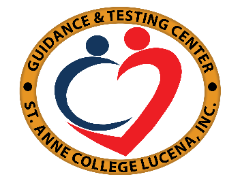 GUIDANCE & TESTING CENTER
ST. ANNE COLLEGE LUCENA, INC.